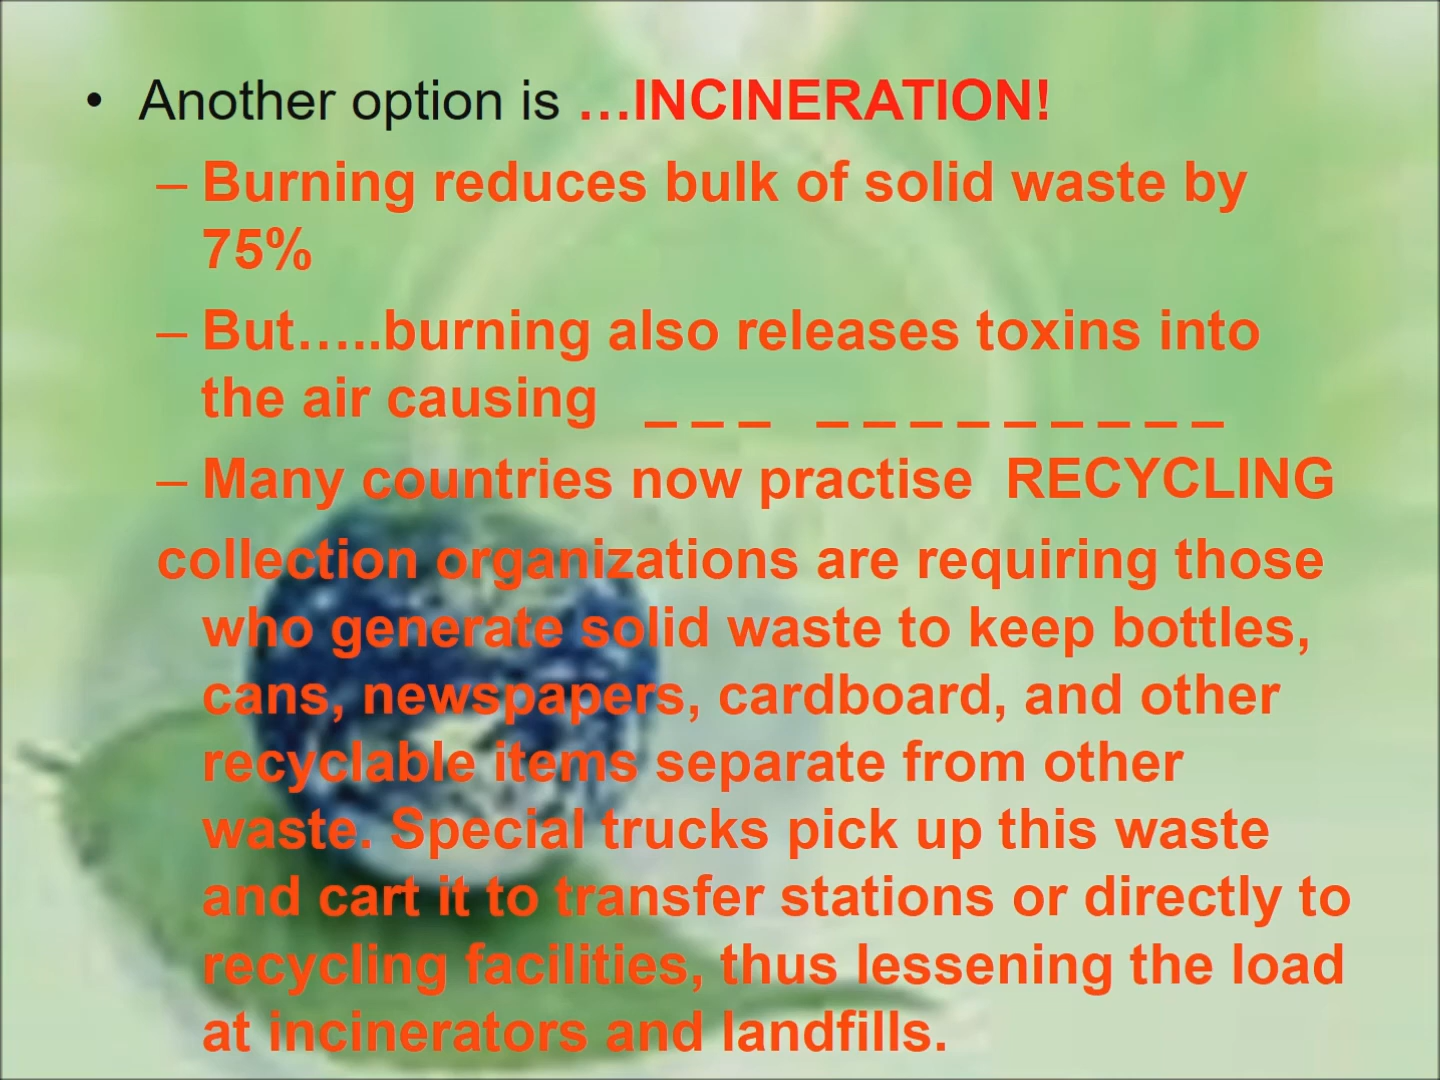 • Another option is …INCINERATION!
– Burning reduces bulk of solid waste by
75%
– But…..burning also releases toxins into
the air causing _ _ _ _ _ _ _ _ _ _ _ _
– Many countries now practise RECYCLING
collection organizations are requiring those
who generate solid waste to keep bottles,
cans, newspapers, cardboard, and other
recyclable items separate from other
waste. Special trucks pick up this waste
and cart it to transfer stations or directly to
recycling facilities, thus lessening the load
at incinerators and landfills.